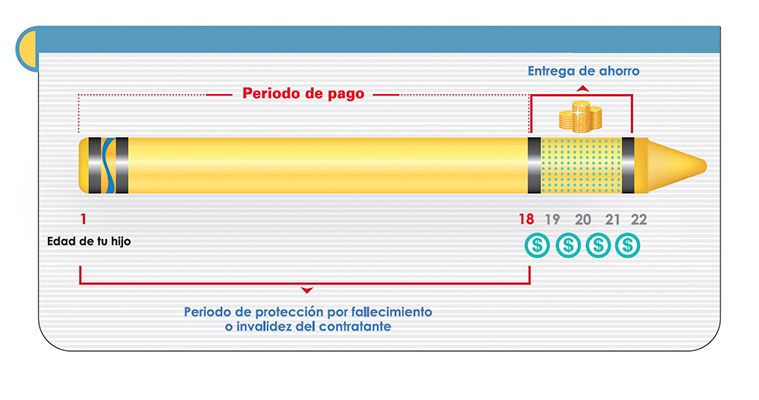 Entrega de ahorro
Periodo de pago
1
18 19 20 21 22
Edad de tu hijo
$ $ $ $
Periodo de protección por fallecimiento
o invalidez del contratante